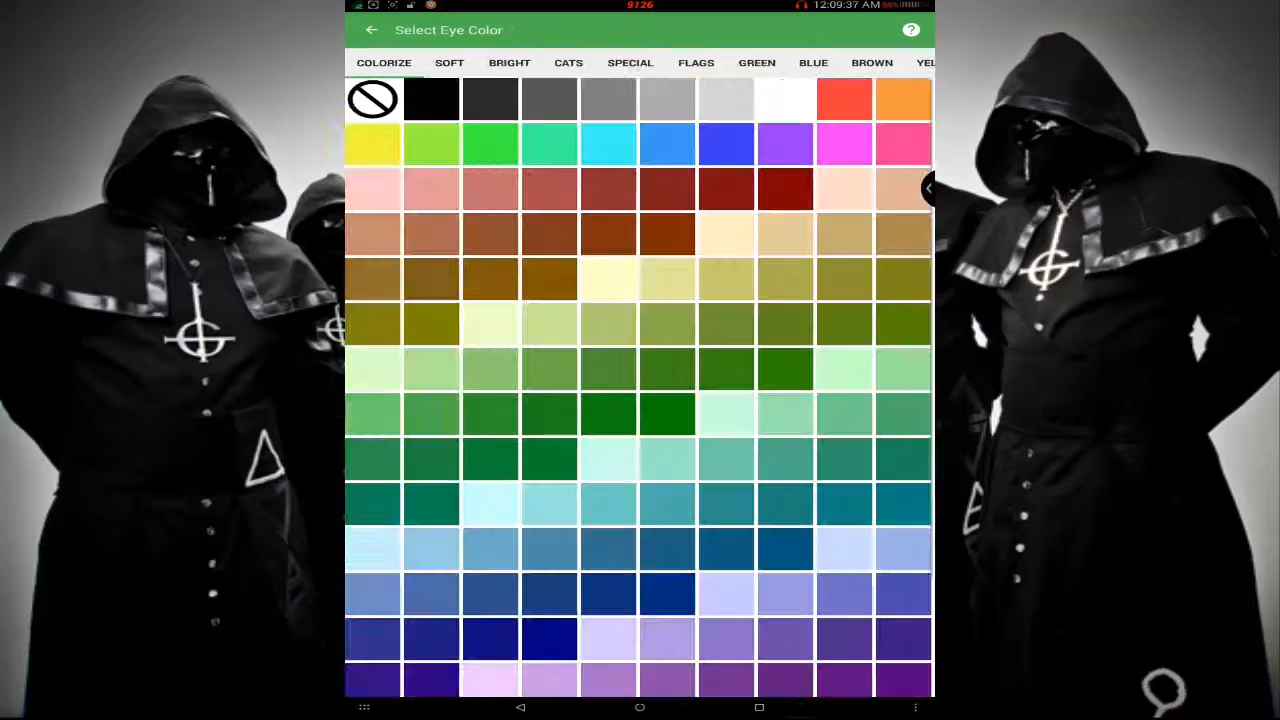 9126
12:09:37 AM
Select Eye Color
COLORIZE SOFT BRIGHT CATS SPECIAL FLAGS GREEN BLUE BROWN YEL